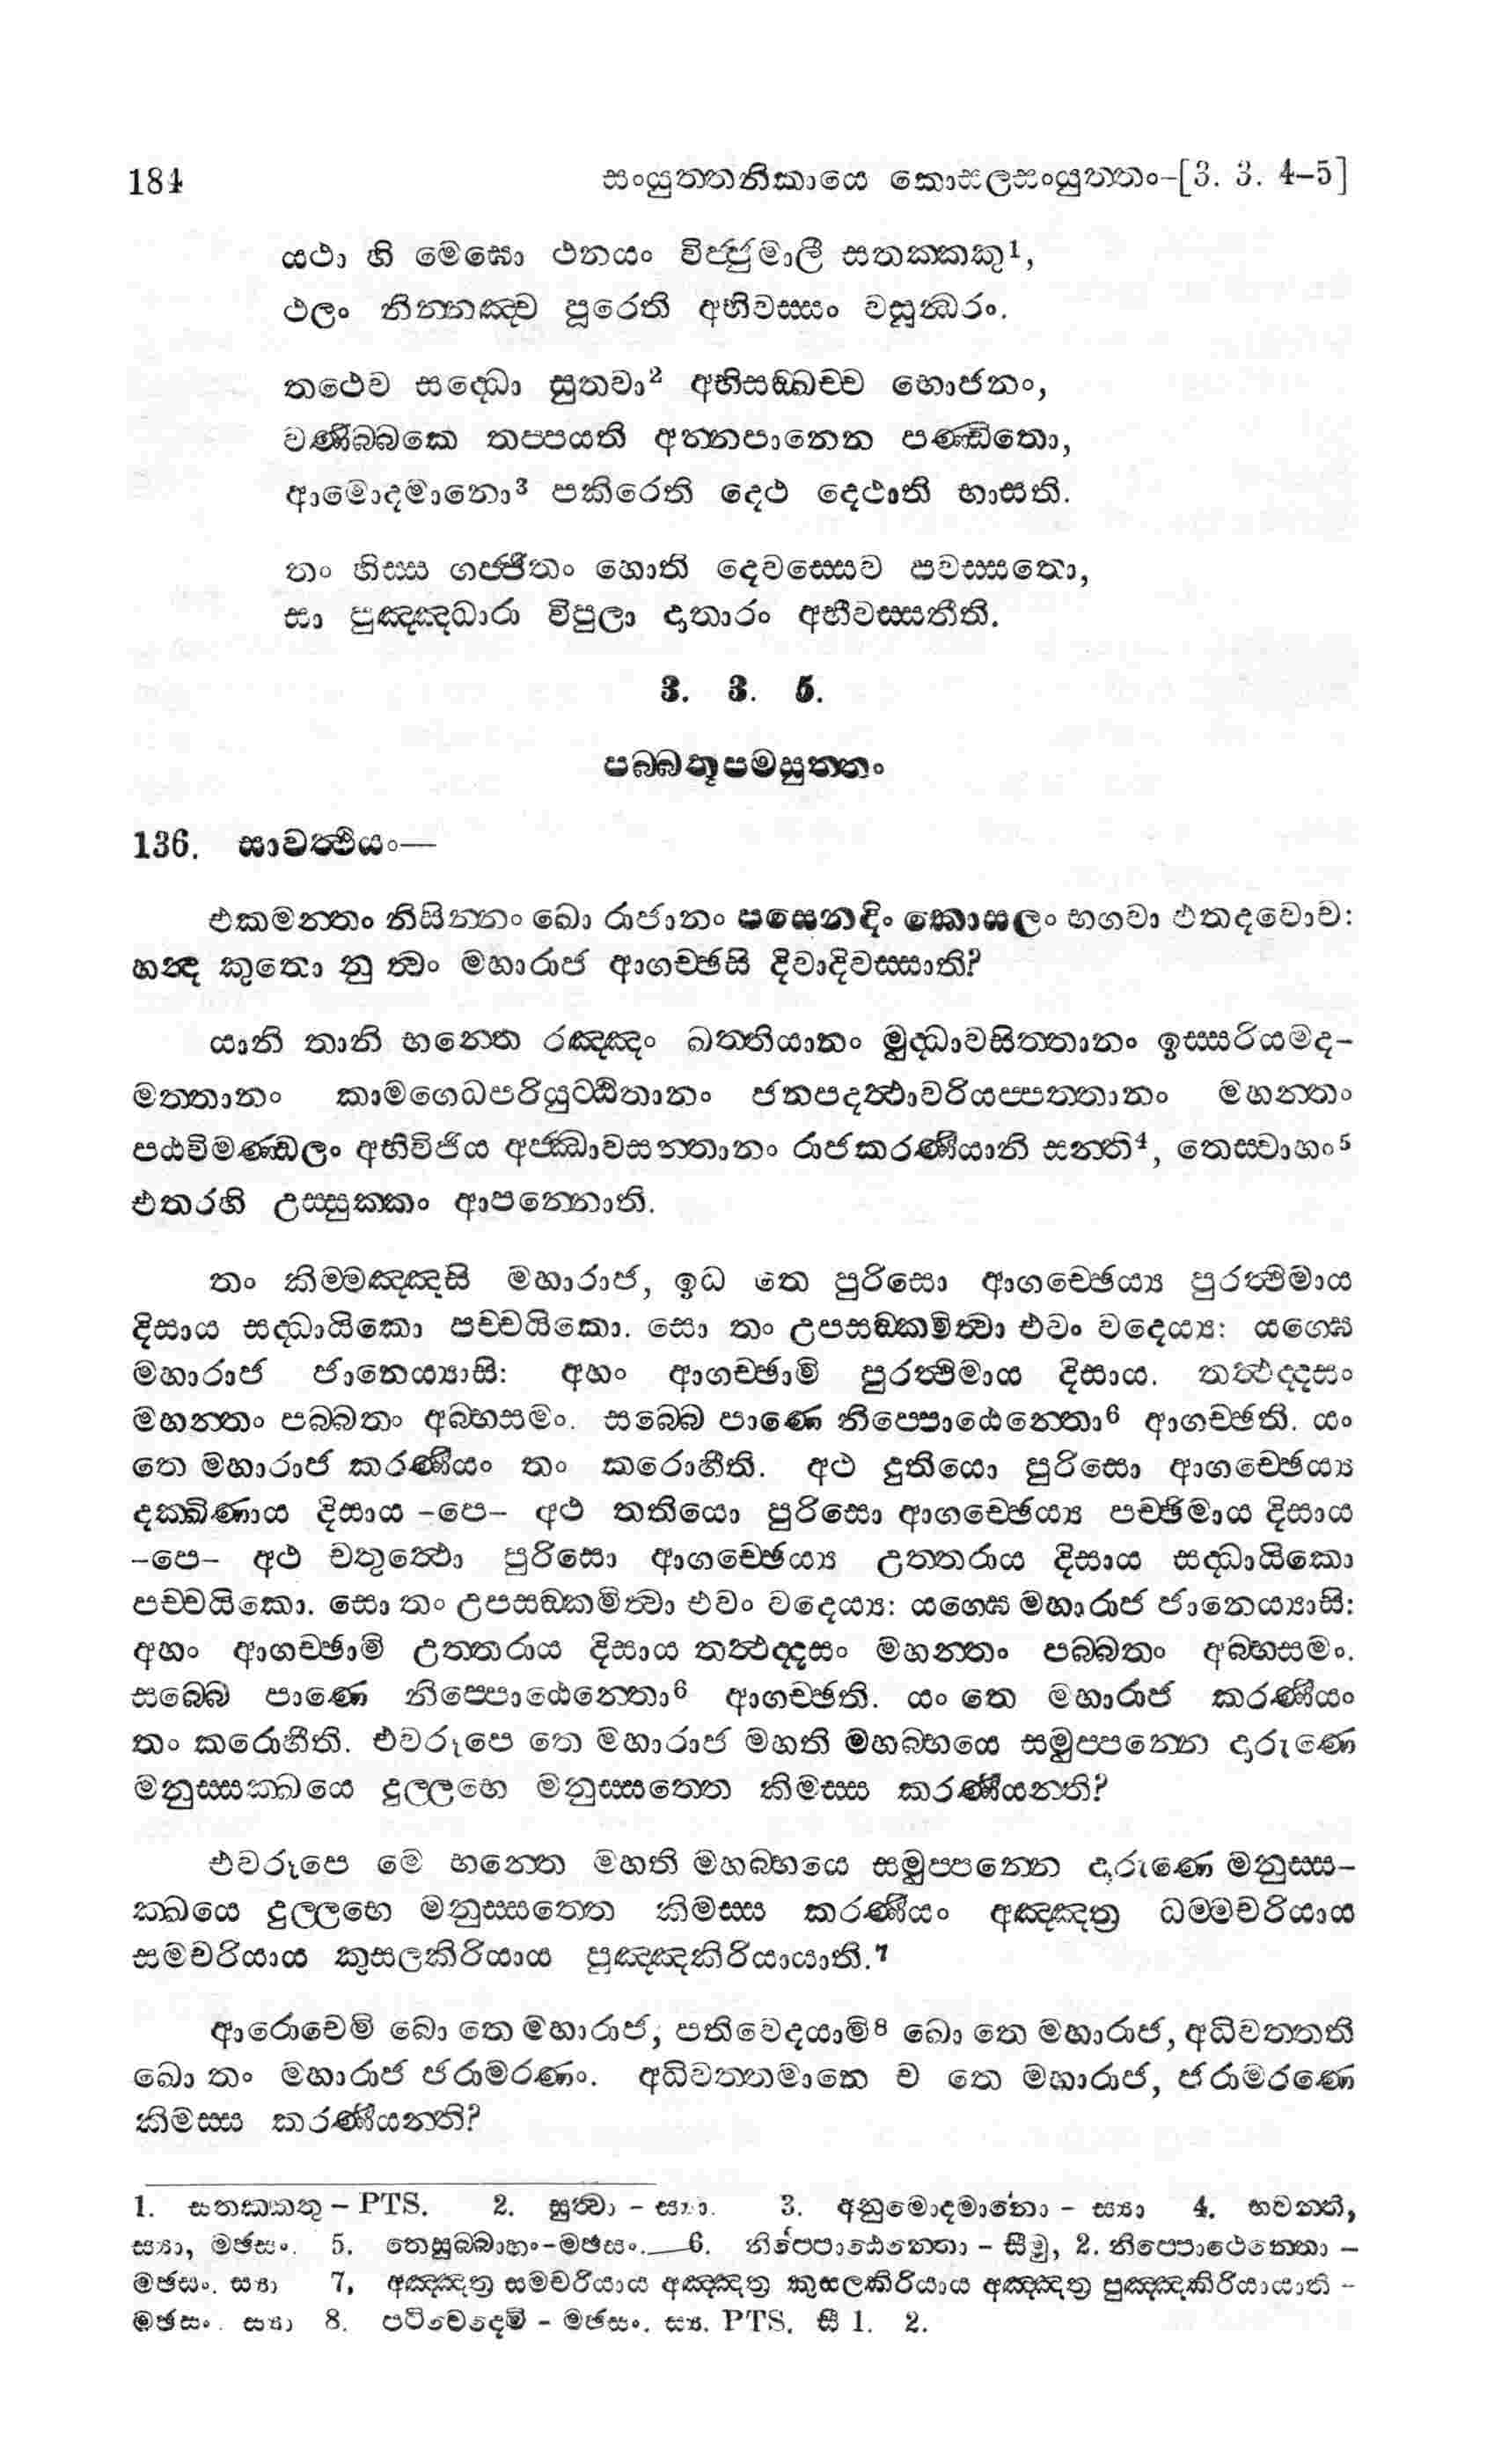 184 සංයුත්තනිකායෙ කොසලසංයුත්තං-[3. 3. 4-5]
යථා හි මෙඝො ථනයං විජ්ජුමාලී සතක්කකු1,
ථලං නින්නඤ්ච පූරෙති අභිවස්සං වසුන්ධරං.
තථෙව සද්ධො සුතවා2 අභිසඞ්ඛච්ච භොජනං,
වණිබ්බකෙ තප්පයති අන්නපානෙන පණ්ඩිතො,
ආමොදමානො3 පකිරෙති දෙථ දෙථාති භාසති.
තං හිස්ස ගජ්ජිතං හොති දෙවස්සෙව පවස්සතො,
සා පුඤ්ඤධාරා විපුලා දාතාරං අභිවස්සතීති.
3. 3. 5.
පබ්බතූපමසුත්තං
136. සාවත්ථියං—
එකමන්තං නිසින්නං ඛො රාජානං පසෙනදිං කොසලං භගවා එතදවොච:
හන්ද කුතො නු ත්වං මහාරාජ ආගච්ඡසි දිවාදිවස්සාති?
යානි තානි භන්තෙ රඤ්ඤං ඛත්තියානං මුද්ධාවසිත්තානං ඉස්සරියමද-
මත්තානං කාමගෙධපරියුට්ඨිතානං ජනපදත්ථාවරියප්පත්තානං මහන්තං
පඨවිමණ්ඩලං අභිවිජිය අජ්ඣාවසන්තානං රාජකරණීයානි සන්ති4, තෙස්වාහං5
එතරහි උස්සුක්කං ආපන්නොති.
තං කිම්මඤ්ඤසි මහාරාජ, ඉධ තෙ පුරිසො ආගච්ඡෙය්‍ය පුරත්ථිමාය
දිසාය සද්ධායිකො පච්චයිකො. සො තං උපසඞ්කමිත්වා එවං වදෙය්‍ය: යග්ඝෙ
මහාරාජ ජානෙය්‍යාසි: අහං ආගච්ඡාමි පුරත්ථිමාය දිසාය. තත්ථද්දසං
මහන්තං පබ්බතං අබ්භසමං. සබ්බෙ පාණෙ නිප්පොඨෙන්තො6 ආගච්ඡති. යං
තෙ මහාරාජ කරණීයං තං කරොහීති. අථ දුතියො පුරිසො ආගච්ඡෙය්‍ය
දක්ඛිණාය දිසාය -පෙ- අථ තතියො පුරිසො ආගච්ඡෙය්‍ය පච්ඡිමාය දිසාය
-පෙ- අථ චතුත්ථො පුරිසො ආගච්ඡෙය්‍ය උත්තරාය දිසාය සද්ධායිකො
පච්චයිකො. සො තං උපසඞ්කමිත්වා එවං වදෙය්‍ය: යග්ඝෙ මහාරාජ ජානෙය්‍යාසි:
අහං ආගච්ඡාමි උත්තරාය දිසාය තත්ථද්දසං මහන්තං පබ්බතං අබ්භසමං.
සබ්බෙ පාණෙ නිප්පොඨෙන්තො6 ආගච්ඡති. යං තෙ මහාරාජ කරණීයං
තං කරොහීති. එවරූපෙ තෙ මහාරාජ මහති මහබ්භයෙ සමුප්පන්නෙ දාරුණෙ
මනුස්සක්ඛයෙ දුල්ලභෙ මනුස්සත්තෙ කිමස්ස කරණීයන්ති?
එවරූපෙ මෙ භන්තෙ මහති මහබ්භයෙ සමුප්පන්නෙ දාරුණෙ මනුස්ස-
ක්ඛයෙ දුල්ලභෙ මනුස්සත්තෙ කිමස්ස කරණීයං අඤ්ඤත්‍ර ධම්මචරියාය
සමචරියාය කුසලකිරියාය පුඤ්ඤකිරියායාති.7
ආරොචෙමි ඛො තෙ මහාරාජ, පතිවෙදයාමි8 ඛො තෙ මහාරාජ, අධිවත්තති
ඛො තං මහාරාජ ජරාමරණං. අධිවත්තමානෙ ච තෙ මහාරාජ, ජරාමරණෙ
කිමස්ස කරණීයන්ති?
1. සතක්කතු - PTS. 2. සුත්වා - ස්‍යා. 3. අනුමොදමානො - ස්‍යා 4. භවන්ති,
ස්‍යා, මඡසං. 5. තෙසුබ්බාහං-මඡසං. 6. නිප්පොඨෙන්තො - සීමු, 2. නිප්පොථෙන්තො -
මඡසං. ස්‍යා 7, අඤ්ඤත්‍ර සමචරියාය අඤ්ඤත්‍ර කුසලකිරියාය අඤ්ඤත්‍ර පුඤ්ඤකිරියායාති -
මඡසං. ස්‍යා 8. පටිවෙදෙමි - මඡසං. ස්‍ය. PTS. සී 1. 2.